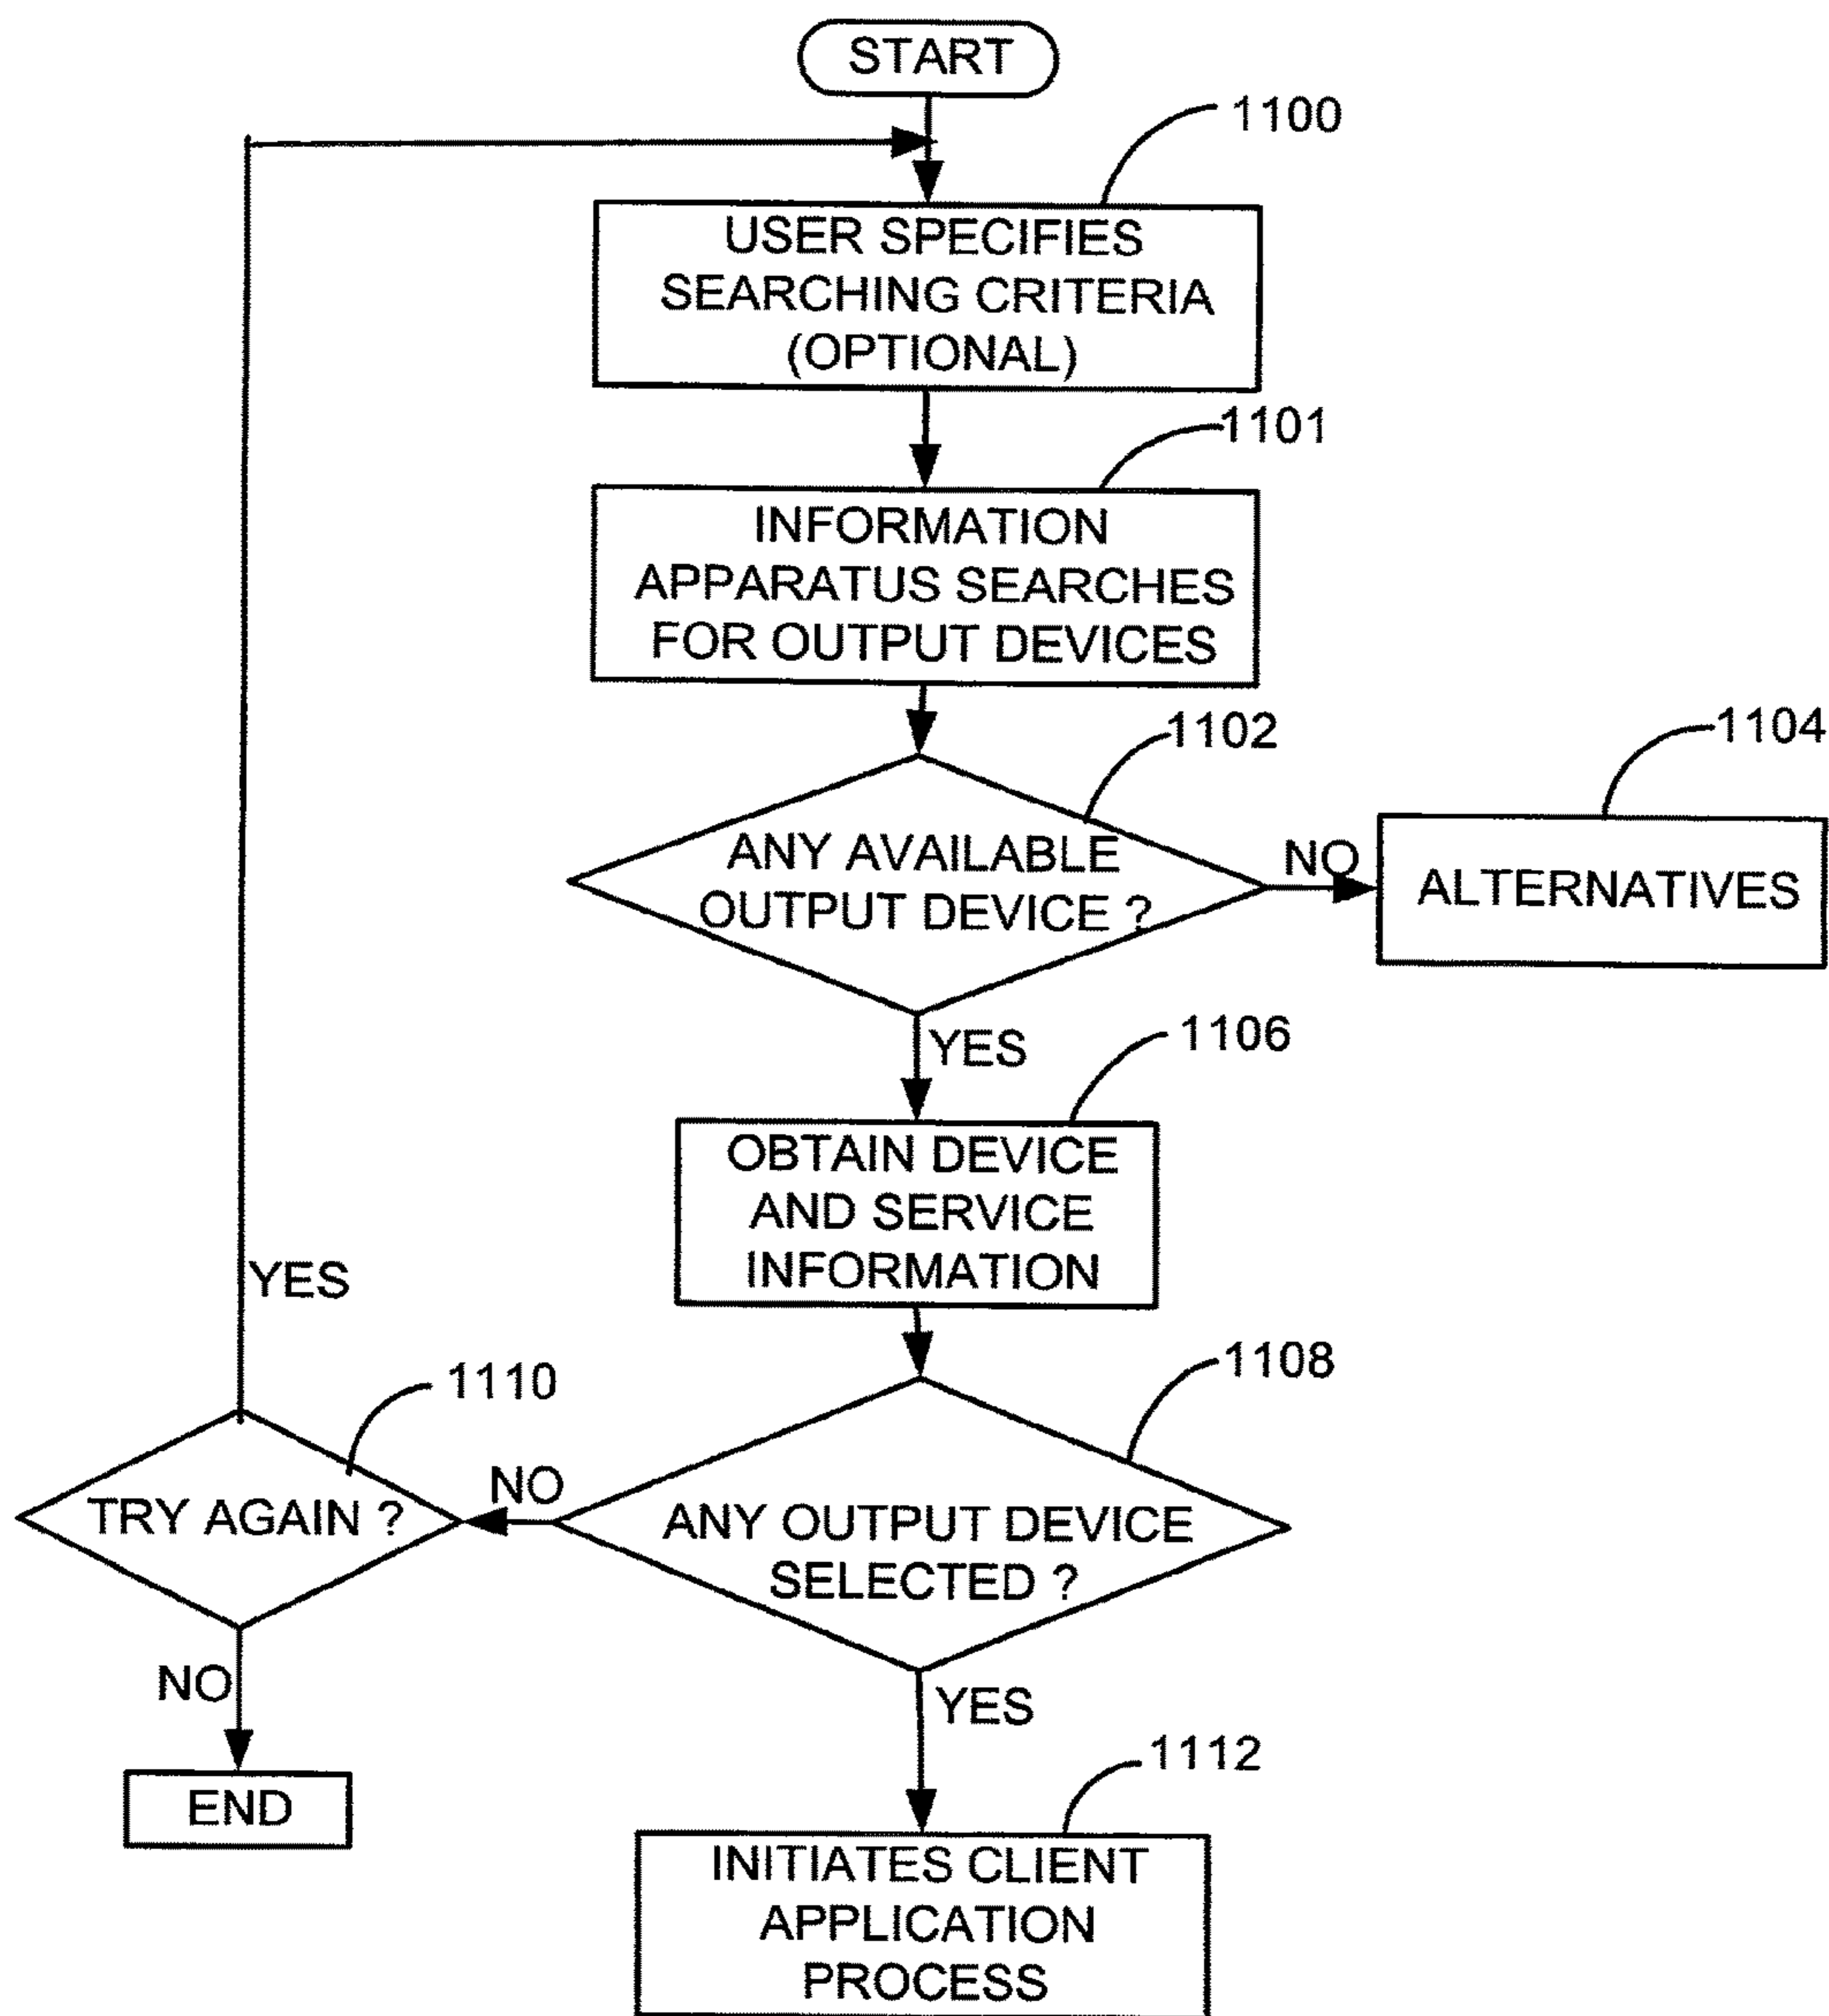 START
1100
USER SPECIFIES
SEARCHING CRITERIA
(OPTIONAL)
1101
INFORMATION
APPARATUS SEARCHES
FOR OUTPUT DEVICES
1102
1104
ANY AVAILABLE
OUTPUT DEVICE ?
NO
ALTERNATIVES
YES
1106
OBTAIN DEVICE
AND SERVICE
INFORMATION
YES
1108
1110
TRY AGAIN ?
NO
ANY OUTPUT DEVICE
SELECTED ?
NO
YES
END
1112
INITIATES CLIENT
APPLICATION
PROCESS